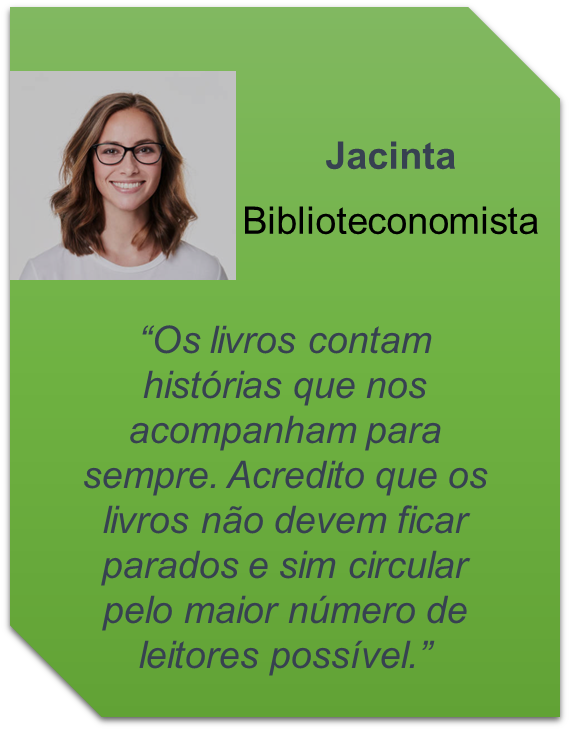 Jacinta
Biblioteconomista
“Os livros contam
histórias que nos
acompanham para
sempre. Acredito que os
livros não devem ficar
parados e sim circular
pelo maior número de
leitores possível.”